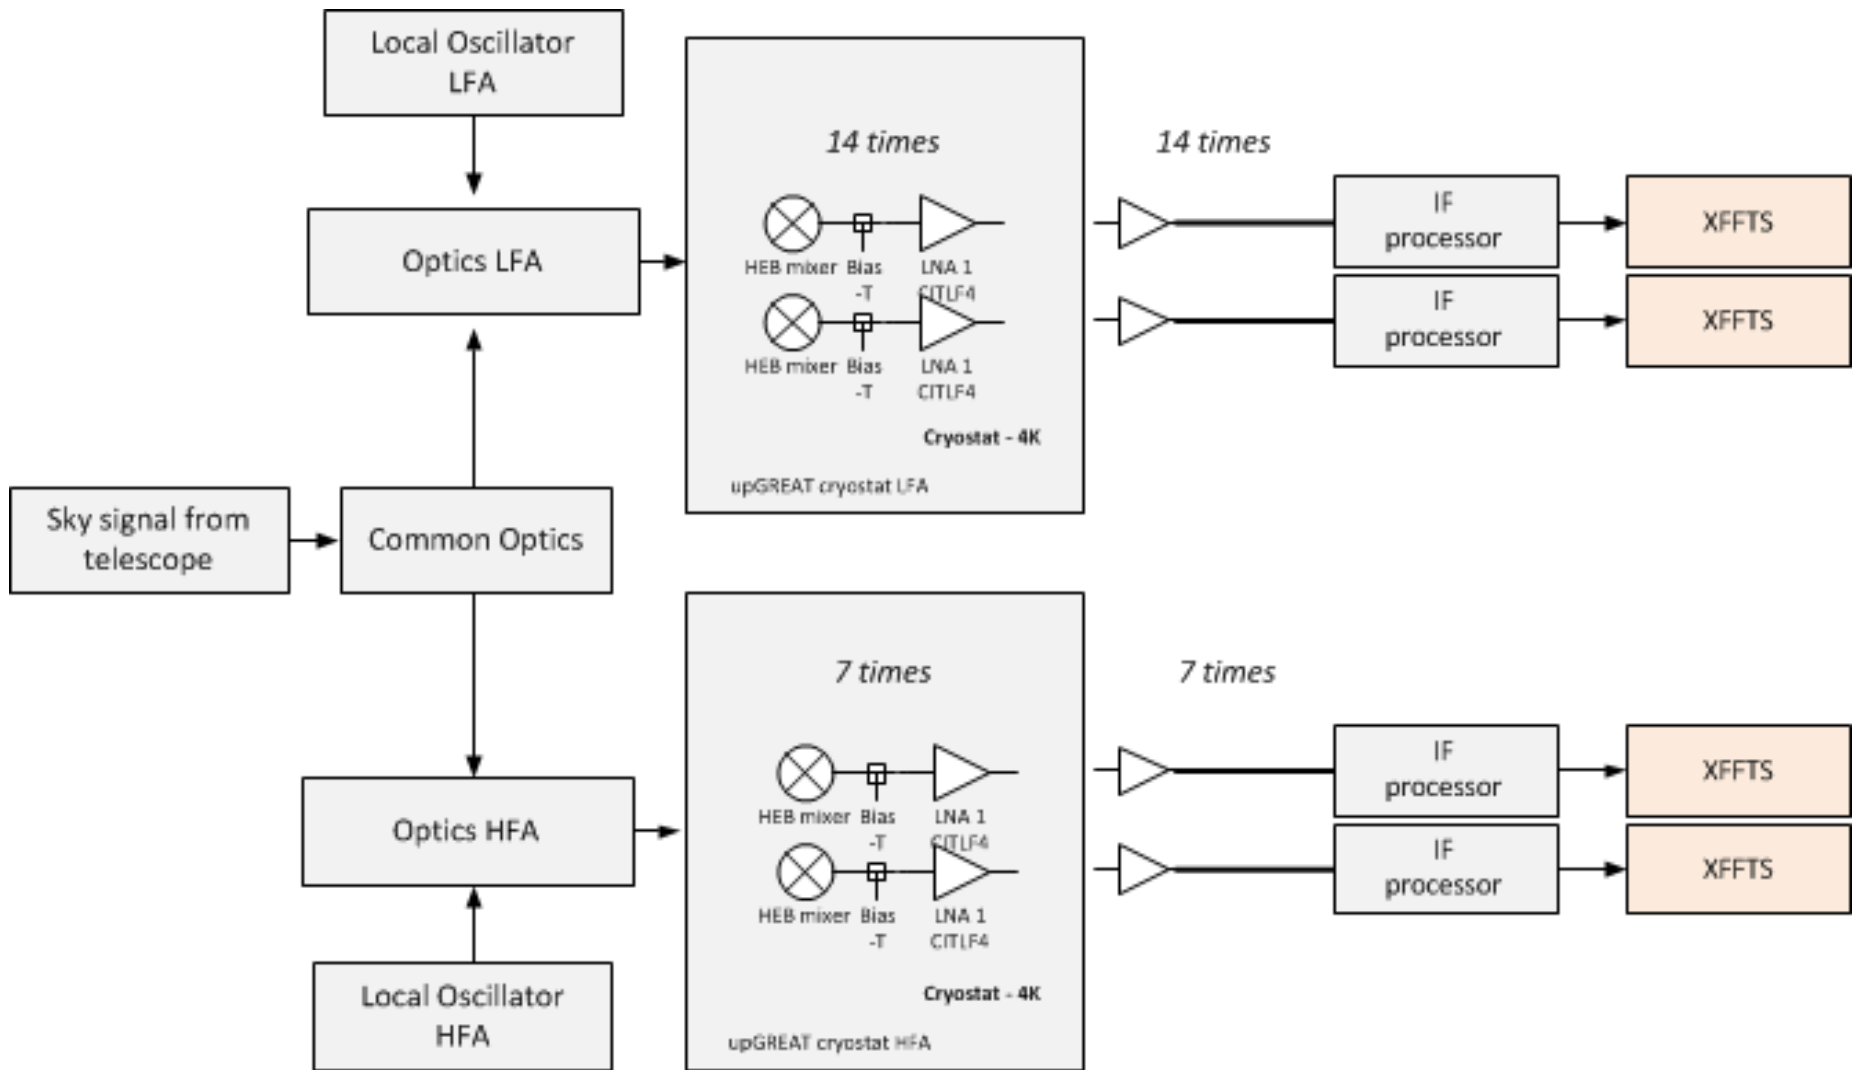 Local Oscillator
LFA
14 times
14 times
HEB mixer Bias
-T
LNA 1
CITLF4
HEB mixer Bias
-T
LNA 1
CITLF4
Cryostat - 4K
upGREAT cryostat LFA
Optics LFA
IF
processor
XFFTS
IF
processor
XFFTS
Sky signal from
telescope
Common Optics
7 times
7 times
HEB mixer Bias
-T
LNA 1
CITLF4
HEB mixer Bias
-T
LNA 1
CITLF4
Cryostat - 4K
upGREAT cryostat HFA
Optics HFA
IF
processor
XFFTS
IF
processor
XFFTS
Local Oscillator
HFA